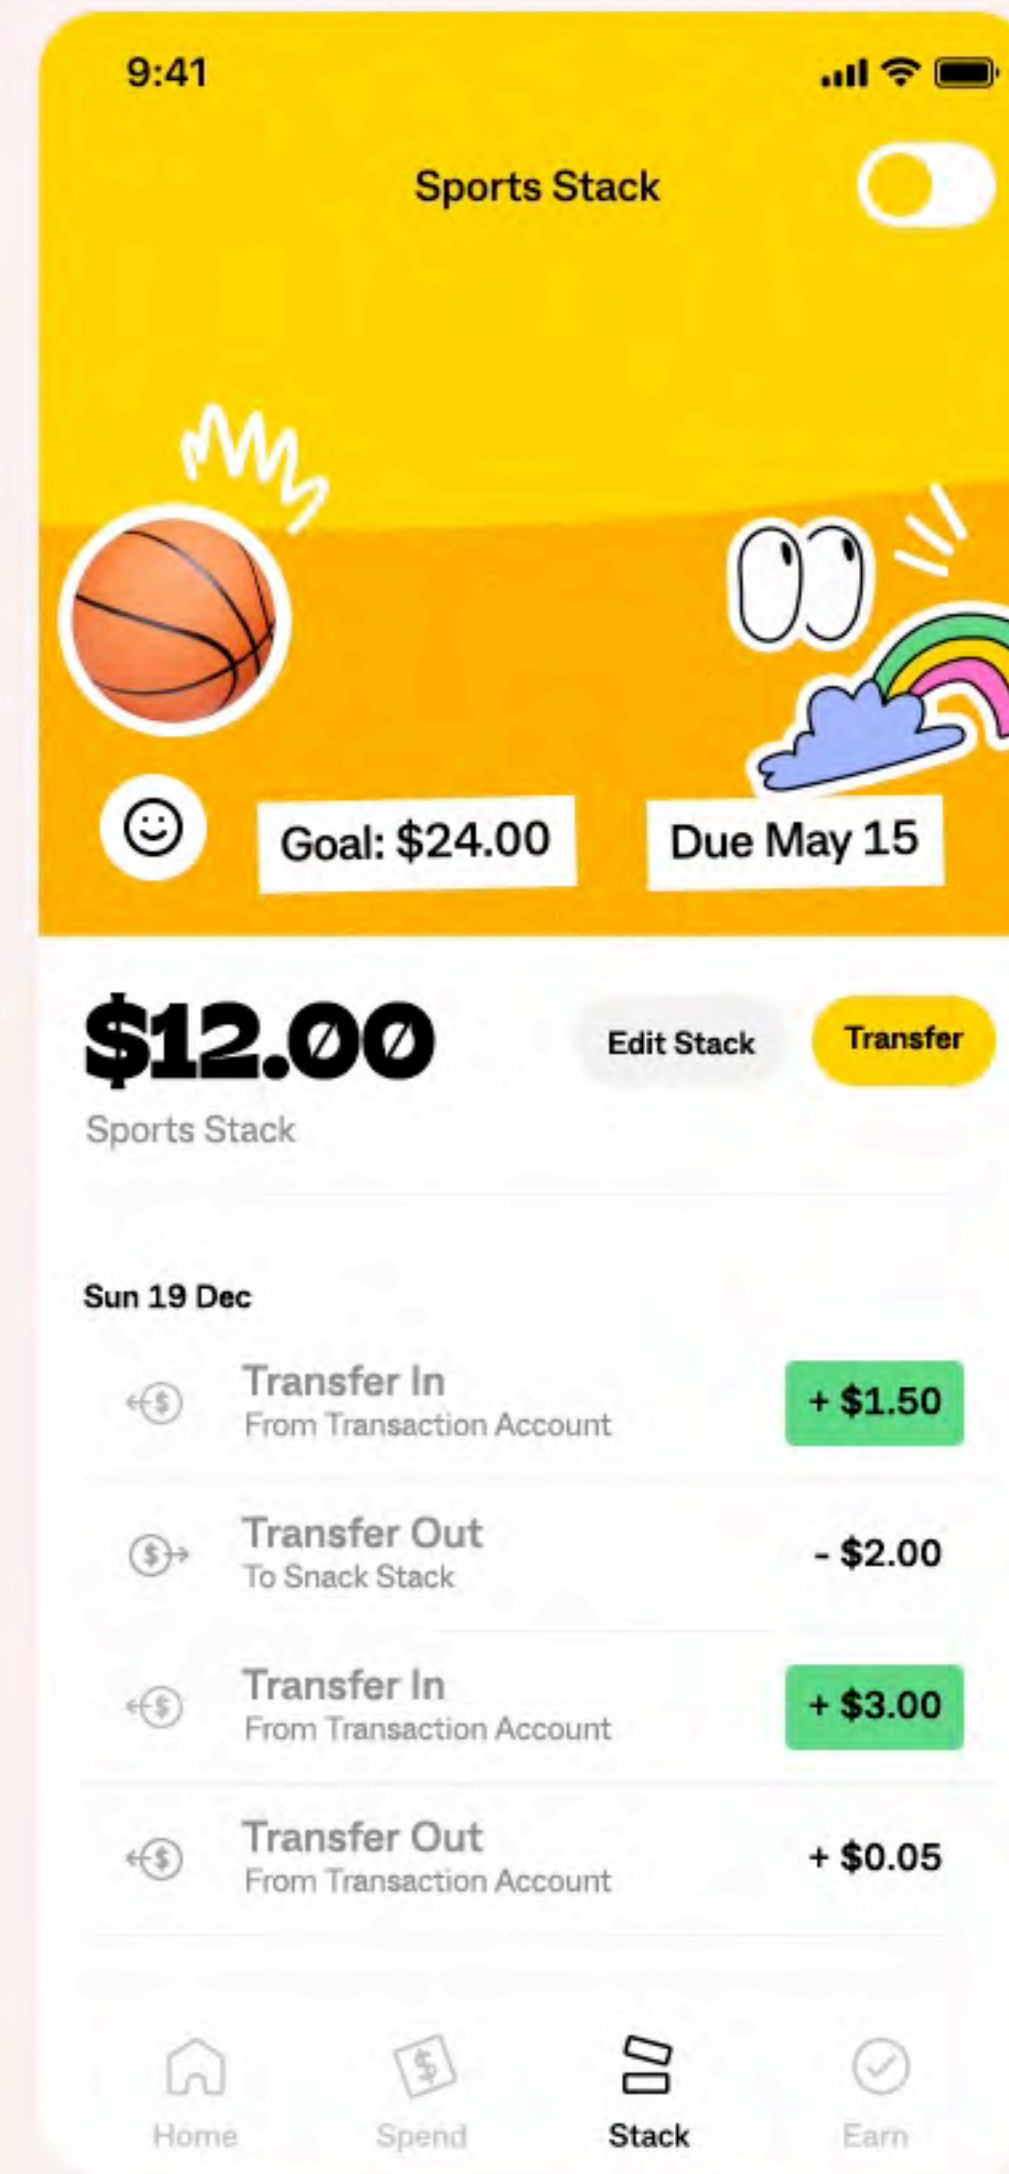 9:41
Sports Stack
Goal: $24.00
Due May 15
$12.00
Edit Stack
Transfer
Sports Stack
Sun 19 Dec
Transfer In
+ $1.50
From Transaction Account
Transfer Out
- $2.00
To Snack Stack
Transfer In
+ $3.00
From Transaction Account
Transfer Out
+ $0.05
From Transaction Account
Home
Spend
Stack
Earn